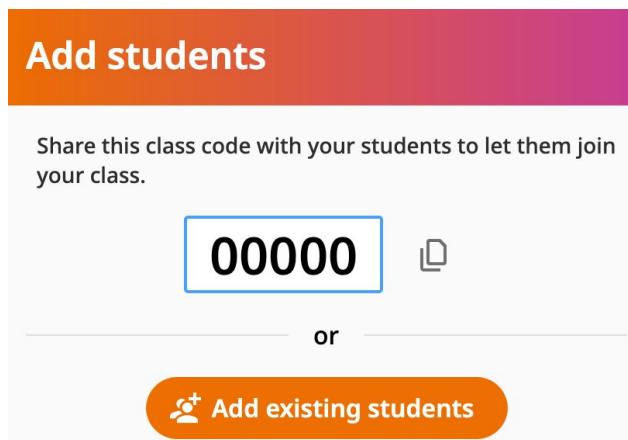 Add students
Share this class code with your students to let them join
your class.
00000
or
Add existing students